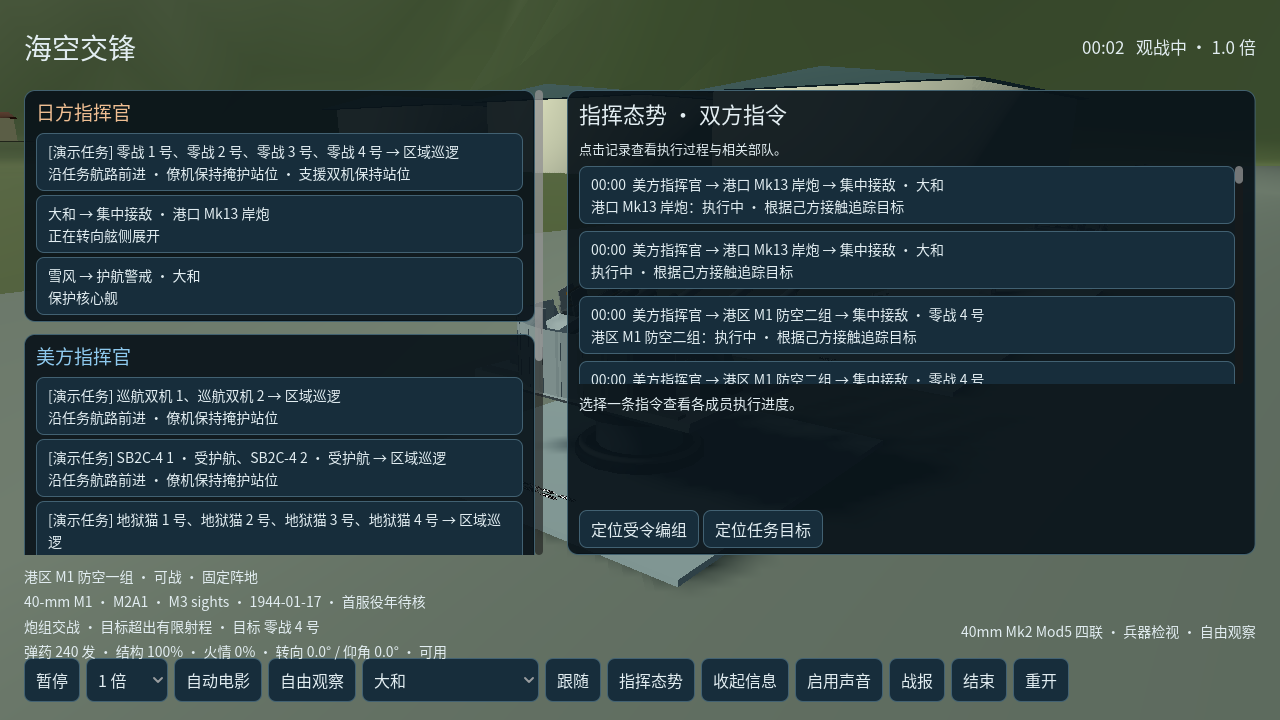 海空交锋
00:02 观战中 · 1.0 倍
日方指挥官
[演示任务] 零战 1 号、零战 2 号、零战 3 号、零战 4 号 → 区域巡逻
沿任务航路前进 · 僚机保持掩护站位 · 支援双机保持站位
大和 → 集中接敌 · 港口 Mk13 岸炮
正在转向舷侧展开
雪风 → 护航警戒 · 大和
保护核心舰
美方指挥官
[演示任务] 巡航双机 1、巡航双机 2 → 区域巡逻
沿任务航路前进 · 僚机保持掩护站位
[演示任务] SB2C-4 1 · 受护航、SB2C-4 2 · 受护航 → 区域巡逻
沿任务航路前进 · 僚机保持掩护站位
[演示任务] 地狱猫 1 号、地狱猫 2 号、地狱猫 3 号、地狱猫 4 号 → 区域巡
逻
指挥态势 · 双方指令
点击记录查看执行过程与相关部队。
00:00 美方指挥官 → 港口 Mk13 岸炮 → 集中接敌 · 大和
港口 Mk13 岸炮：执行中 · 根据己方接触追踪目标
00:00 美方指挥官 → 港口 Mk13 岸炮 → 集中接敌 · 大和
执行中 · 根据己方接触追踪目标
00:00 美方指挥官 → 港区 M1 防空二组 → 集中接敌 · 零战 4 号
港区 M1 防空二组：执行中 · 根据己方接触追踪目标
00:00 美方指挥官 → 港区 M1 防空二组 → 集中接敌 · 零战 4 号
选择一条指令查看各成员执行进度。
定位受令编组 定位任务目标
港区 M1 防空一组 · 可战 · 固定阵地
40-mm M1 · M2A1 · M3 sights · 1944-01-17 · 首服役年待核
炮组交战 · 目标超出有限射程 · 目标 零战 4 号
弹药 240 发 · 结构 100% · 火情 0% · 转向 0.0° / 仰角 0.0° · 可用
40mm Mk2 Mod5 四联 · 兵器检视 · 自由观察
暂停 1 倍 自动电影 自由观察 大和 跟随 指挥态势 收起信息 启用声音 战报 结束 重开